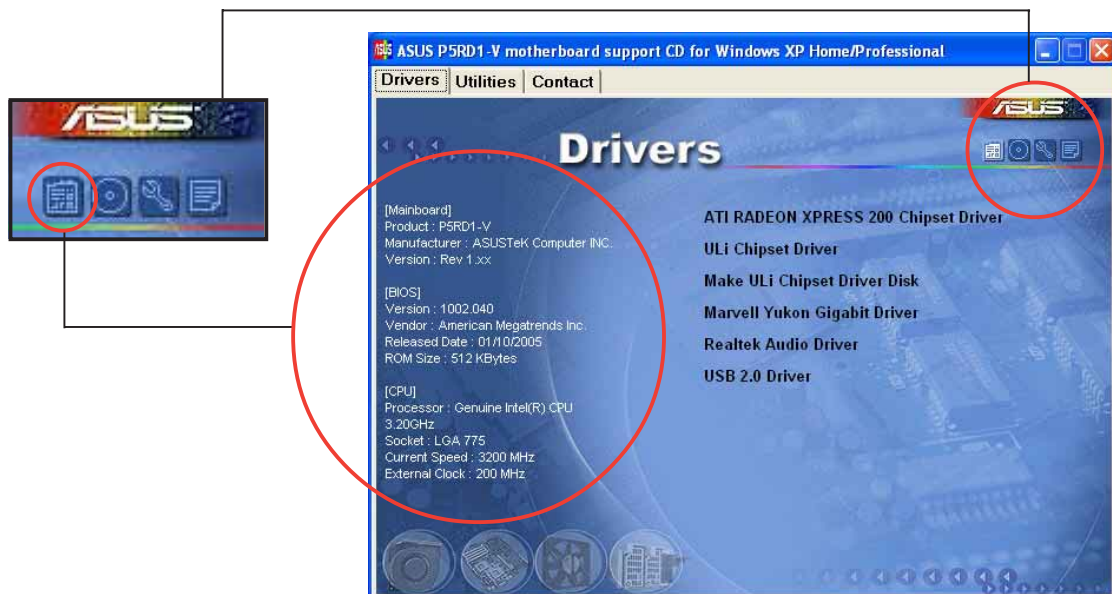 ASUS P5RD1-V motherboard support CD for Windows XP Home/Professional
Drivers Utilities Contact
ASUS
ASUS
Drivers
[Mainboard]
Product : P5RD1-V
Manufacturer : ASUSTeK Computer INC.
Version : Rev 1.xx
[BIOS]
Version : 1002.040
Vendor : American Megatrends Inc.
Released Date : 01/10/2005
ROM Size : 512 KBytes
[CPU]
Processor : Genuine Intel(R) CPU
3.20GHz
Socket : LGA 775
Current Speed : 3200 MHz
External Clock : 200 MHz
ATI RADEON XPRESS 200 Chipset Driver
ULi Chipset Driver
Make ULi Chipset Driver Disk
Marvell Yukon Gigabit Driver
Realtek Audio Driver
USB 2.0 Driver